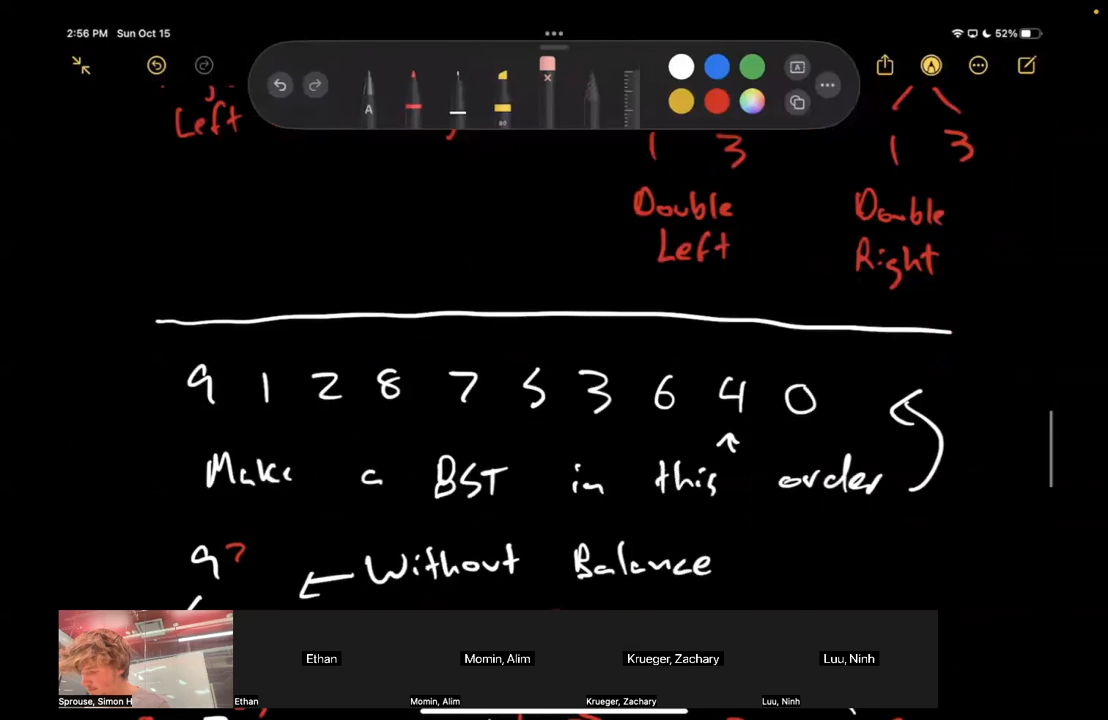 2:56 PM Sun Oct 15
52%
A
80
A
Left
1 3
1 3
Double
Left
Double
Right
9 1 2 8 7 5 3 6 4 0
Make a BST in this order
9 ?
Without Balance
Ethan
Momin, Alim
Krueger, Zachary
Luu, Ninh
Sprouse, Simon H
Ethan
Momin, Alim
Krueger, Zachary
Luu, Ninh